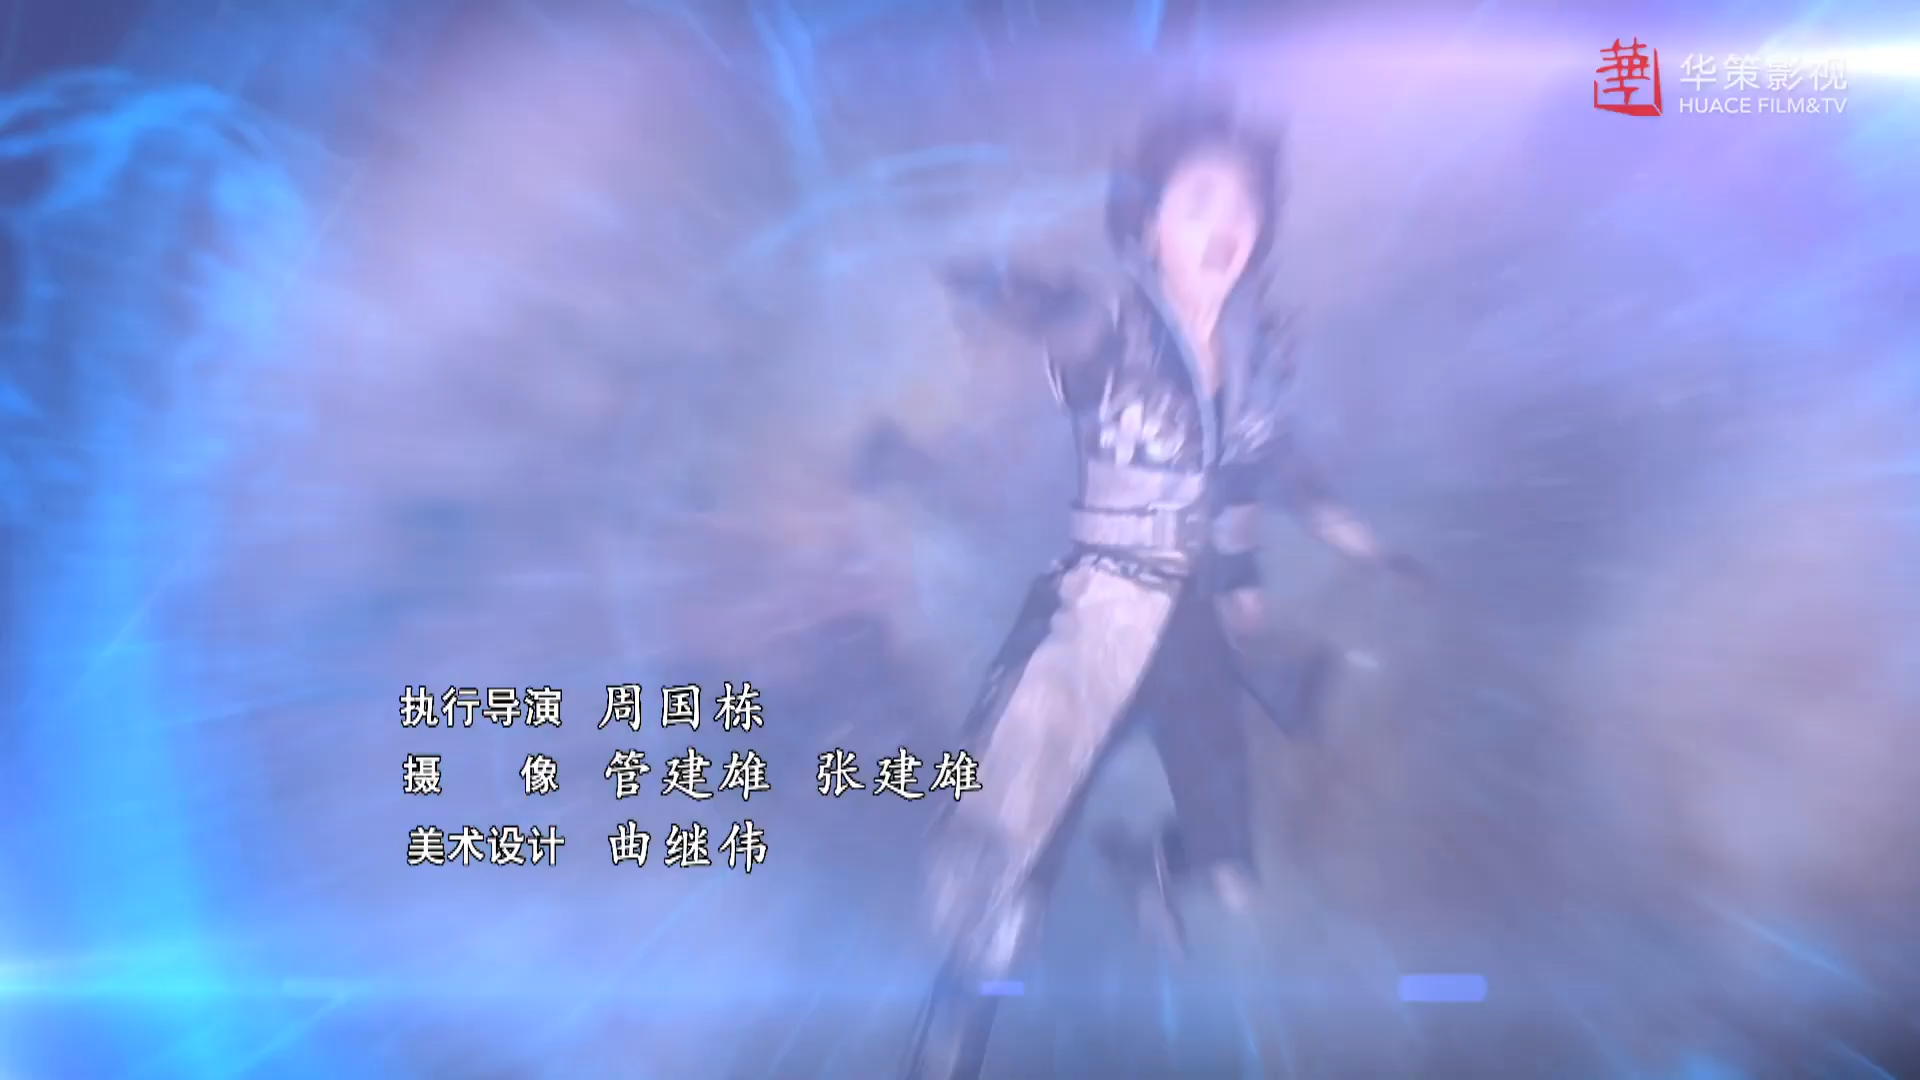 華
华策影视
HUACE FILM&TV
执行导演 周国栋
摄 像 管建雄 张建雄
美术设计 曲继伟